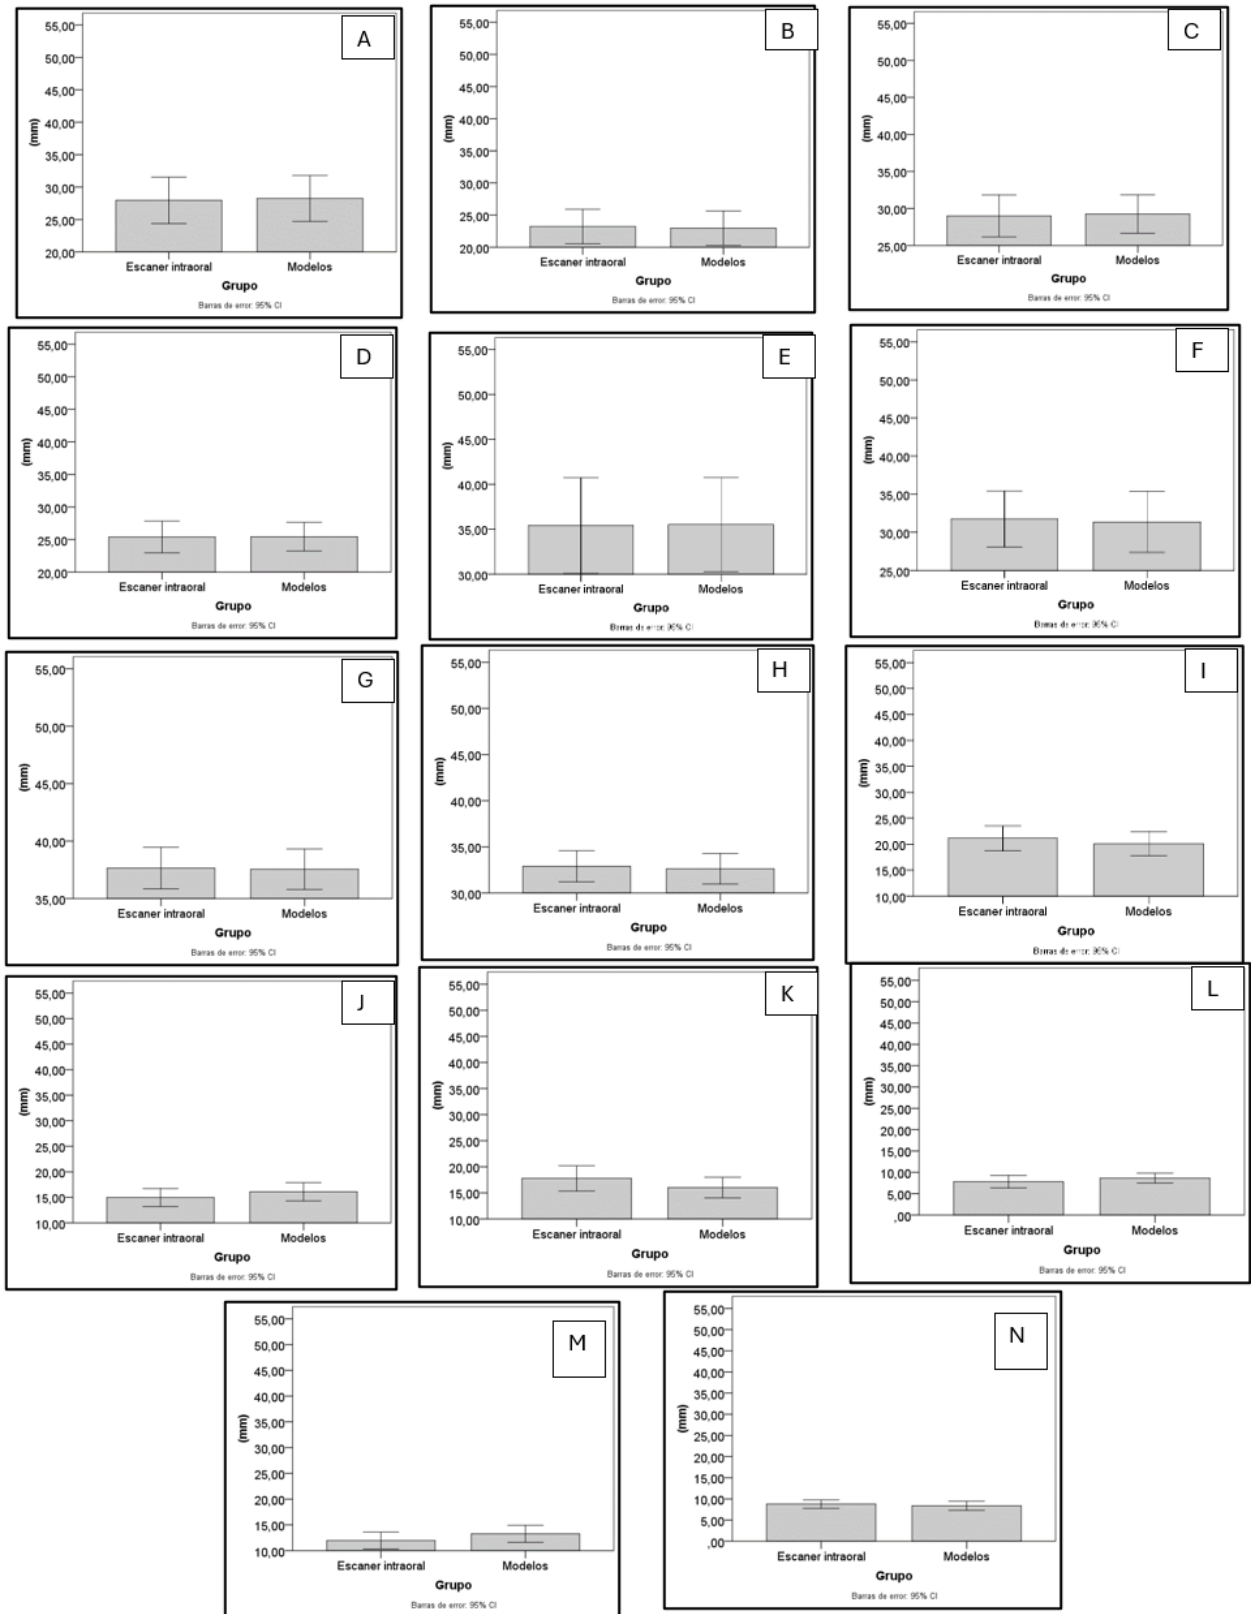 A
55,00
50,00
45,00
40,00
35,00
30,00
25,00
20,00
(mm)
Escaner intraoral Modelos
Grupo
Barras de error: 95% CI
B
55,00
50,00
45,00
40,00
35,00
30,00
25,00
20,00
(mm)
Escaner intraoral Modelos
Grupo
Barras de error: 95% CI
C
55,00
50,00
45,00
40,00
35,00
30,00
25,00
(mm)
Escaner intraoral Modelos
Grupo
Barras de error: 95% CI
D
55,00
50,00
45,00
40,00
35,00
30,00
25,00
20,00
(mm)
Escaner intraoral Modelos
Grupo
Barras de error: 95% CI
E
55,00
50,00
45,00
40,00
35,00
30,00
(mm)
Escaner intraoral Modelos
Grupo
Barras de error: 95% CI
F
55,00
50,00
45,00
40,00
35,00
30,00
25,00
(mm)
Escaner intraoral Modelos
Grupo
Barras de error: 95% CI
G
55,00
50,00
45,00
40,00
35,00
(mm)
Escaner intraoral Modelos
Grupo
Barras de error: 95% CI
H
55,00
50,00
45,00
40,00
35,00
30,00
(mm)
Escaner intraoral Modelos
Grupo
Barras de error: 95% CI
I
55,00
50,00
45,00
40,00
35,00
30,00
25,00
20,00
15,00
10,00
(mm)
Escaner intraoral Modelos
Grupo
Barras de error: 95% CI
J
55,00
50,00
45,00
40,00
35,00
30,00
25,00
20,00
15,00
10,00
(mm)
Escaner intraoral Modelos
Grupo
Barras de error: 95% CI
K
55,00
50,00
45,00
40,00
35,00
30,00
25,00
20,00
15,00
10,00
(mm)
Escaner intraoral Modelos
Grupo
Barras de error: 95% CI
L
55,00
50,00
45,00
40,00
35,00
30,00
25,00
20,00
15,00
10,00
5,00
,00
(mm)
Escaner intraoral Modelos
Grupo
Barras de error: 95% CI
M
55,00
50,00
45,00
40,00
35,00
30,00
25,00
20,00
15,00
10,00
(mm)
Escaner intraoral Modelos
Grupo
Barras de error: 95% CI
N
55,00
50,00
45,00
40,00
35,00
30,00
25,00
20,00
15,00
10,00
5,00
,00
(mm)
Escaner intraoral Modelos
Grupo
Barras de error: 95% CI